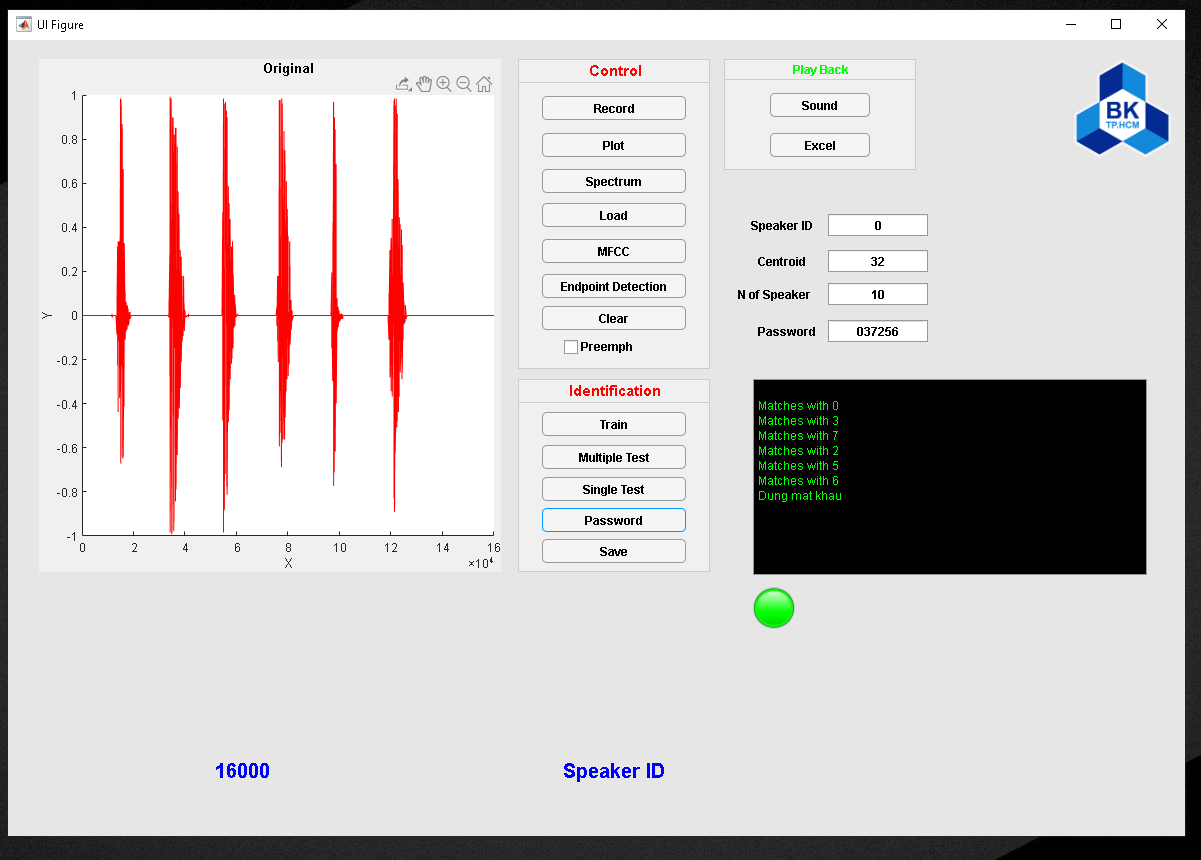 UI Figure
Original
1
0.8
0.6
0.4
0.2
0
-0.2
-0.4
-0.6
-0.8
-1
Y
0 2 4 6 8 10 12 14 16
X
×10⁴
Control
Record
Plot
Spectrum
Load
MFCC
Endpoint Detection
Clear
Preemph
Identification
Train
Multiple Test
Single Test
Password
Save
Play Back
Sound
Excel
BK
TP.HCM
Speaker ID 0
Centroid 32
N of Speaker 10
Password 037256
Matches with 0
Matches with 3
Matches with 7
Matches with 2
Matches with 5
Matches with 6
Dung mat khau
16000
Speaker ID